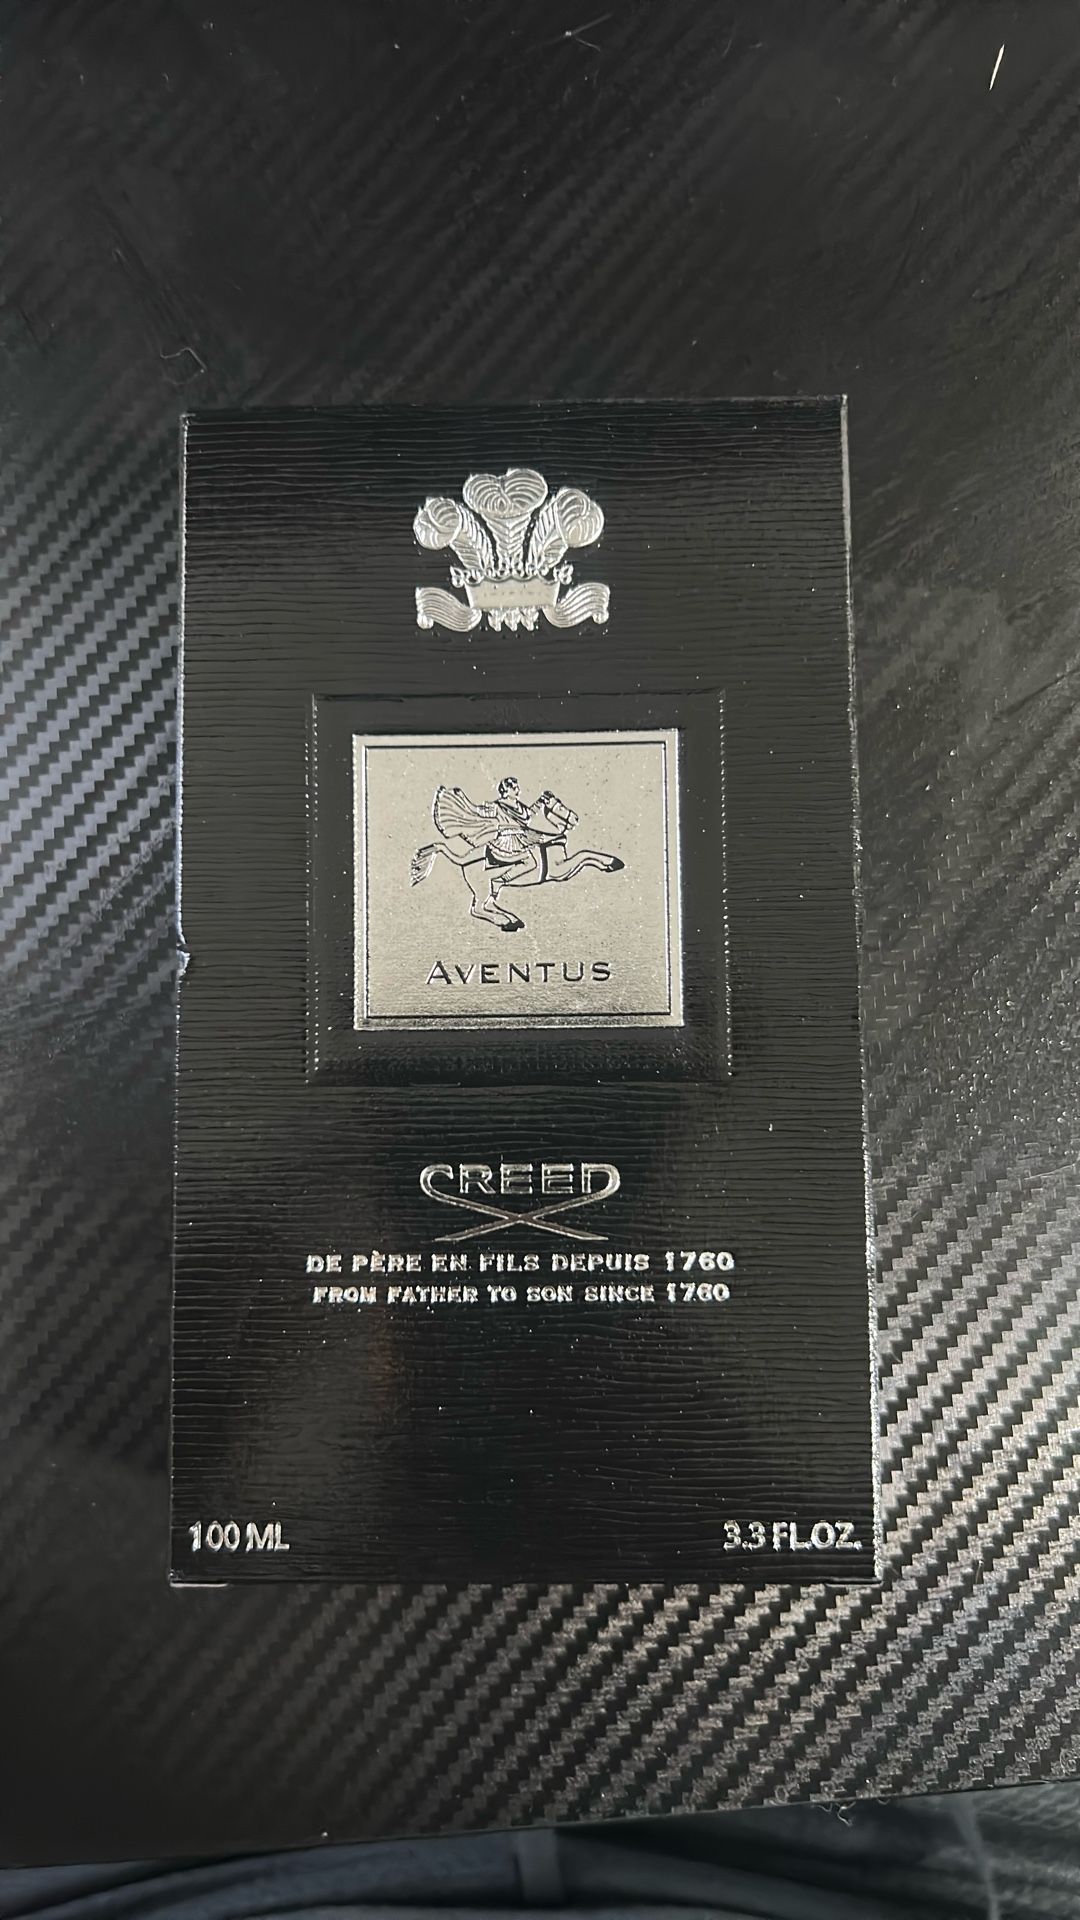 AVENTUS
CREED
DE PÈRE EN FILS DEPUIS 1760
FROM FATHER TO SON SINCE 1760
100 ML
3.3 FL.OZ.